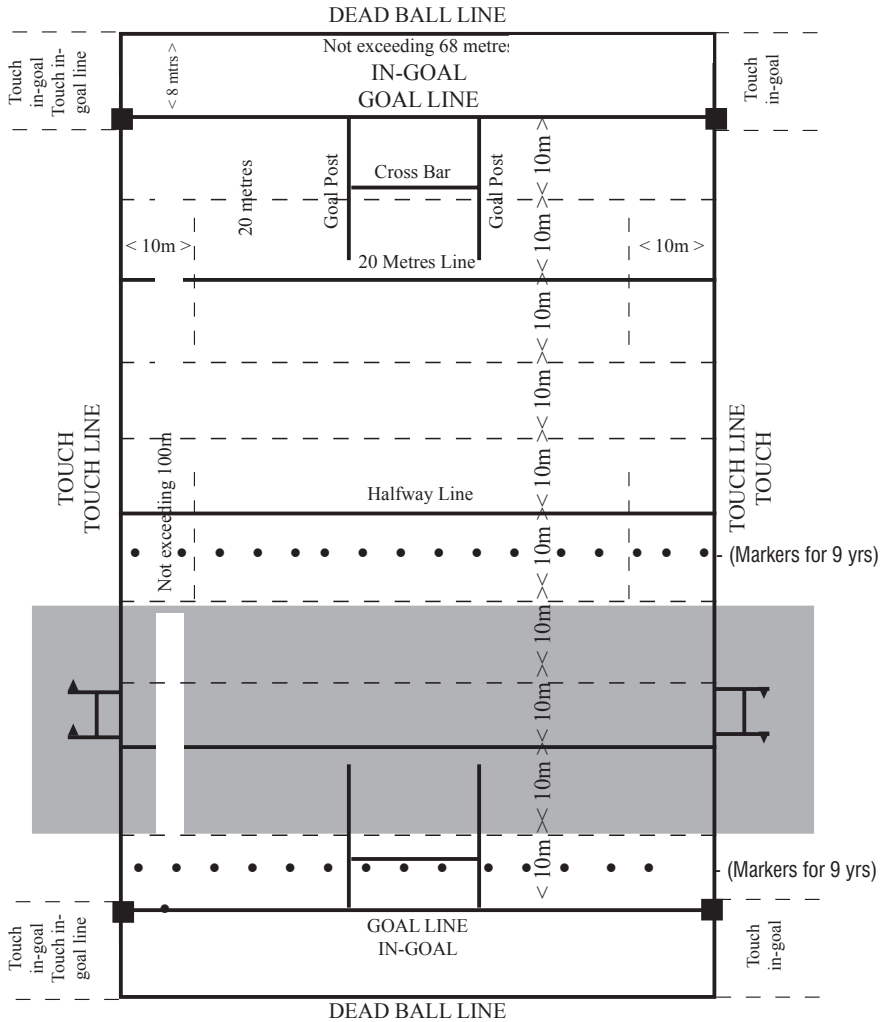 DEAD BALL LINE
Not exceeding 68 metres
IN-GOAL
GOAL LINE
Touch
in-goal
Touch in-
goal line
< 8 mtrs >
Touch
in-goal
20 metres
Goal Post
Cross Bar
Goal Post
< 10m >
< 10m >
< 10m >
20 Metres Line
< 10m >
< 10m >
< 10m >
< 10m >
TOUCH
TOUCH LINE
Not exceeding 100m
Halfway Line
< 10m >
TOUCH LINE
TOUCH
< 10m >
(Markers for 9 yrs)
< 10m >
< 10m >
< 10m >
< 10m >
(Markers for 9 yrs)
Touch
in-goal
Touch in-
goal line
GOAL LINE
IN-GOAL
Touch
in-goal
DEAD BALL LINE